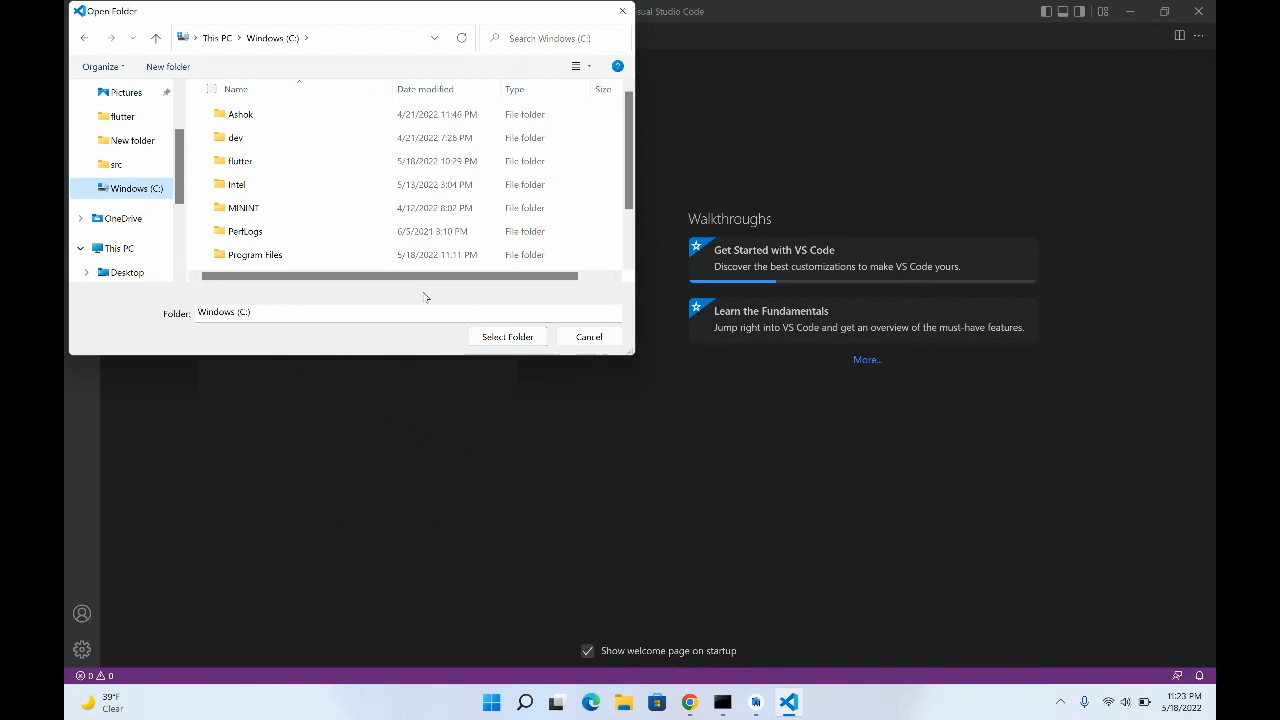 Open Folder
sual Studio Code
This PC Windows (C:)
Search Windows (C:)
Organize
New folder
Pictures
flutter
New folder
src
Windows (C:)
OneDrive
This PC
Desktop
Name Date modified Type Size
Ashok 4/21/2022 11:46 PM File folder
dev 4/21/2022 7:26 PM File folder
flutter 5/18/2022 10:29 PM File folder
Intel 5/13/2022 3:04 PM File folder
MININT 4/12/2022 8:02 PM File folder
PerfLogs 6/5/2021 3:10 PM File folder
Program Files 5/18/2022 11:11 PM File folder
Folder: Windows (C:)
Select Folder
Cancel
Walkthroughs
Get Started with VS Code
Discover the best customizations to make VS Code yours.
Learn the Fundamentals
Jump right into VS Code and get an overview of the must-have features.
More...
Show welcome page on startup
0 0
39°F
Clear
11:23 PM
5/18/2022